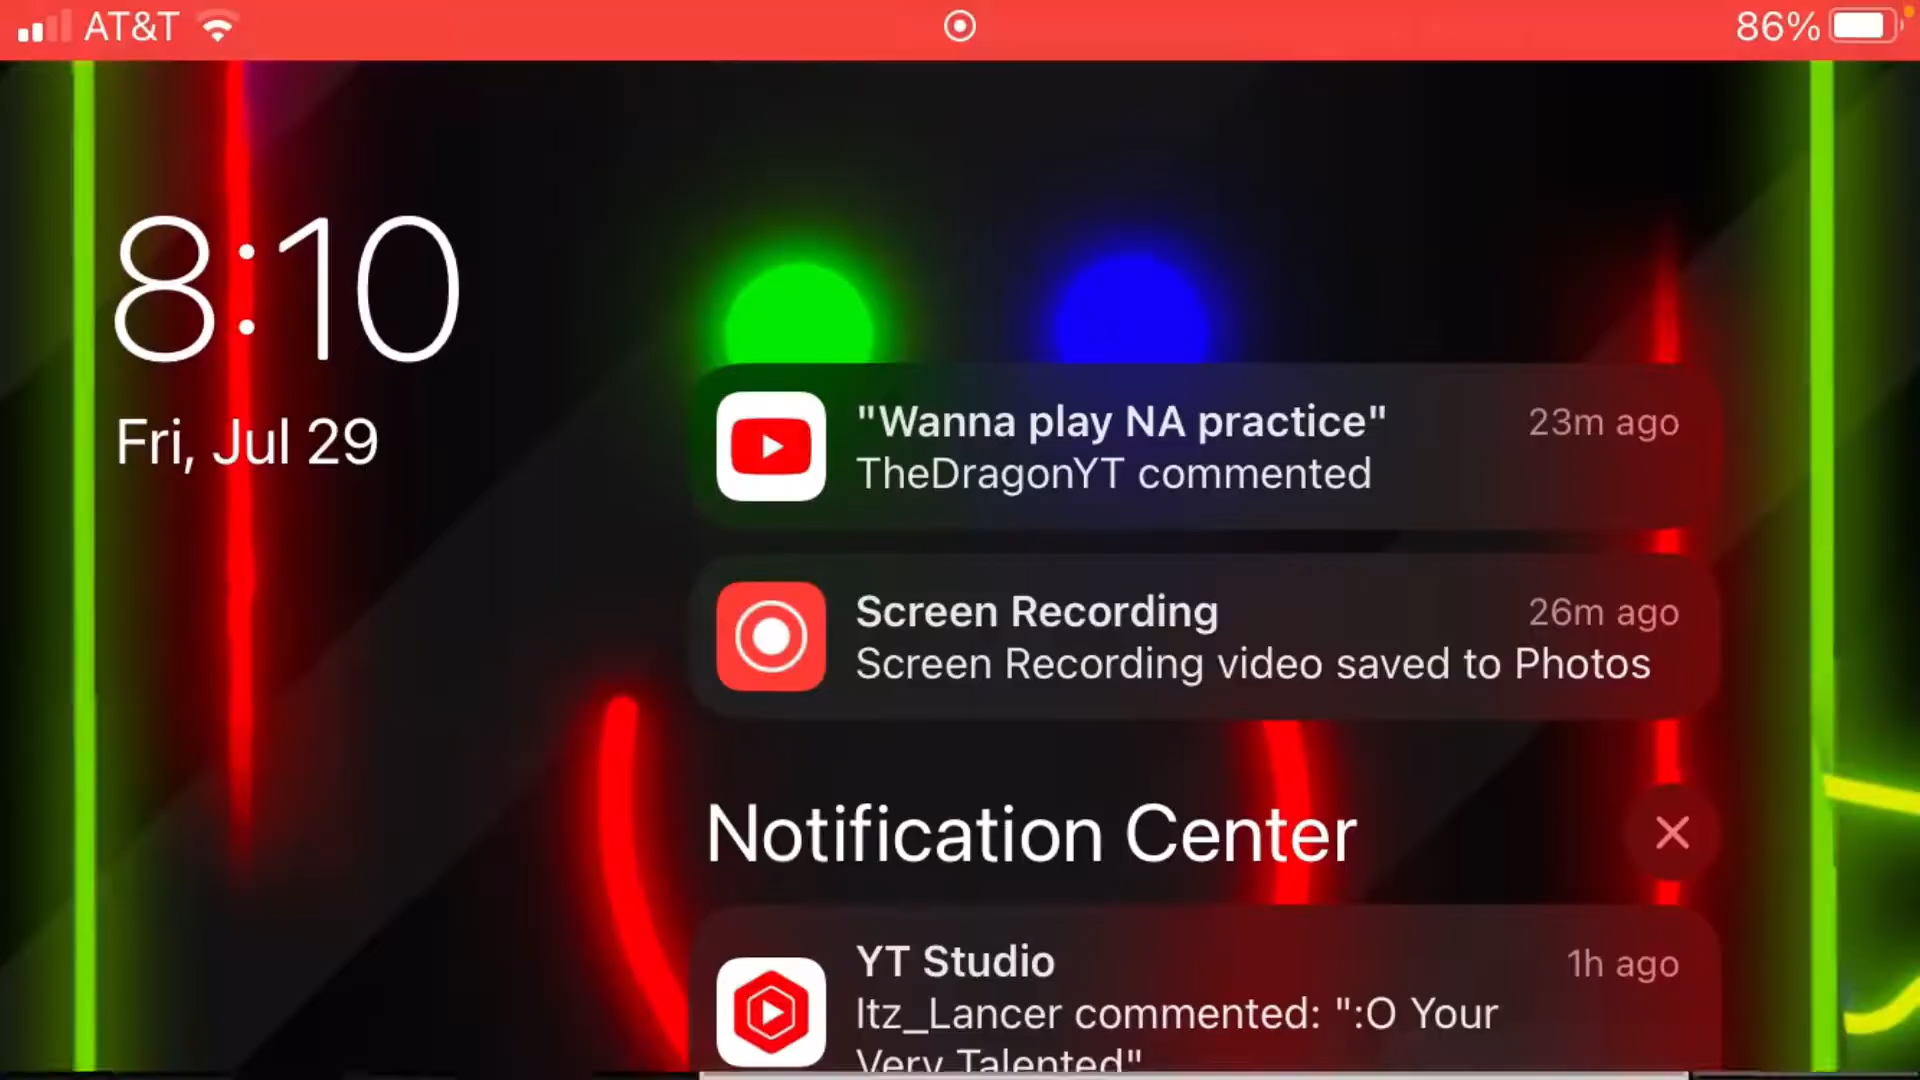 AT&T
86%
8:10
Fri, Jul 29
"Wanna play NA practice"
23m ago
TheDragonYT commented
Screen Recording
26m ago
Screen Recording video saved to Photos
Notification Center
YT Studio
1h ago
Itz_Lancer commented: ":O Your
Very Talented"